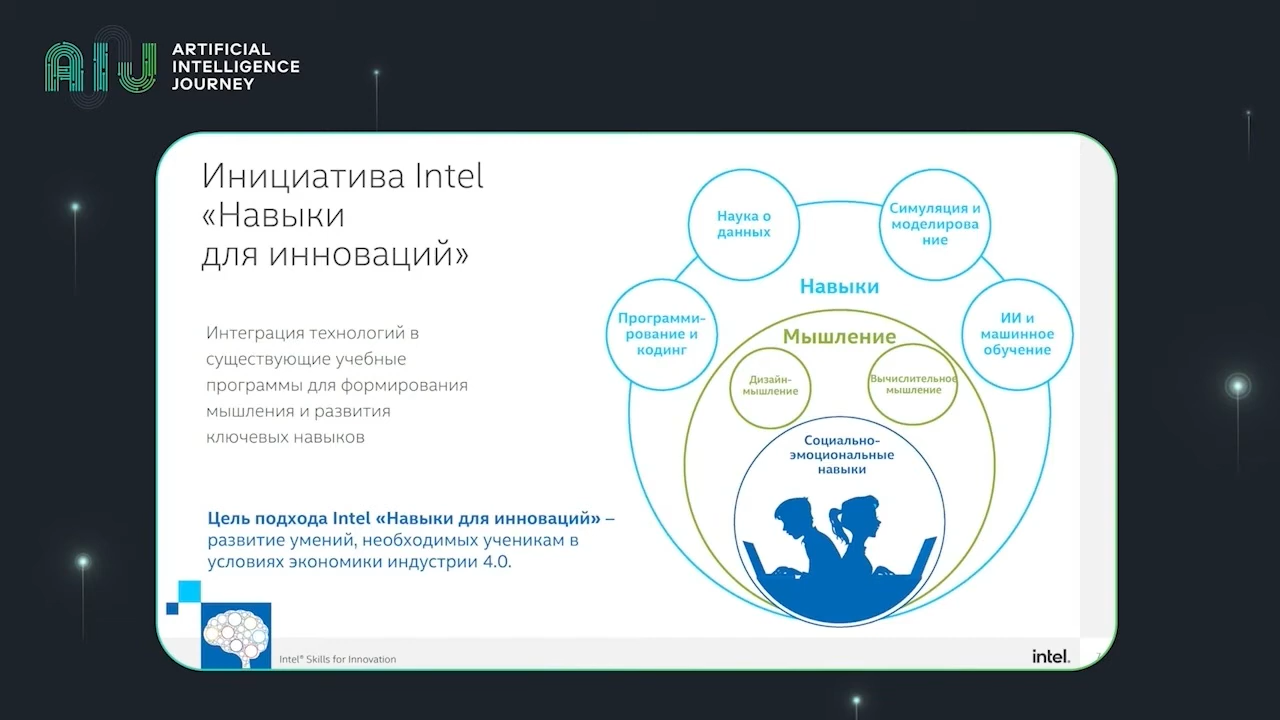 ARTIFICIAL
INTELLIGENCE
JOURNEY
Инициатива Intel
«Навыки
для инноваций»
Интеграция технологий в
существующие учебные
программы для формирования
мышления и развития
ключевых навыков
Цель подхода Intel «Навыки для инноваций» –
развитие умений, необходимых ученикам в
условиях экономики индустрии 4.0.
Наука о
данных
Симуляция и
моделирова
ние
Навыки
Программи-
рование и
кодинг
ИИ и
машинное
обучение
Мышление
Дизайн-
мышление
Вычислительное
мышление
Социально-
эмоциональные
навыки
Intel® Skills for Innovation
intel.
7